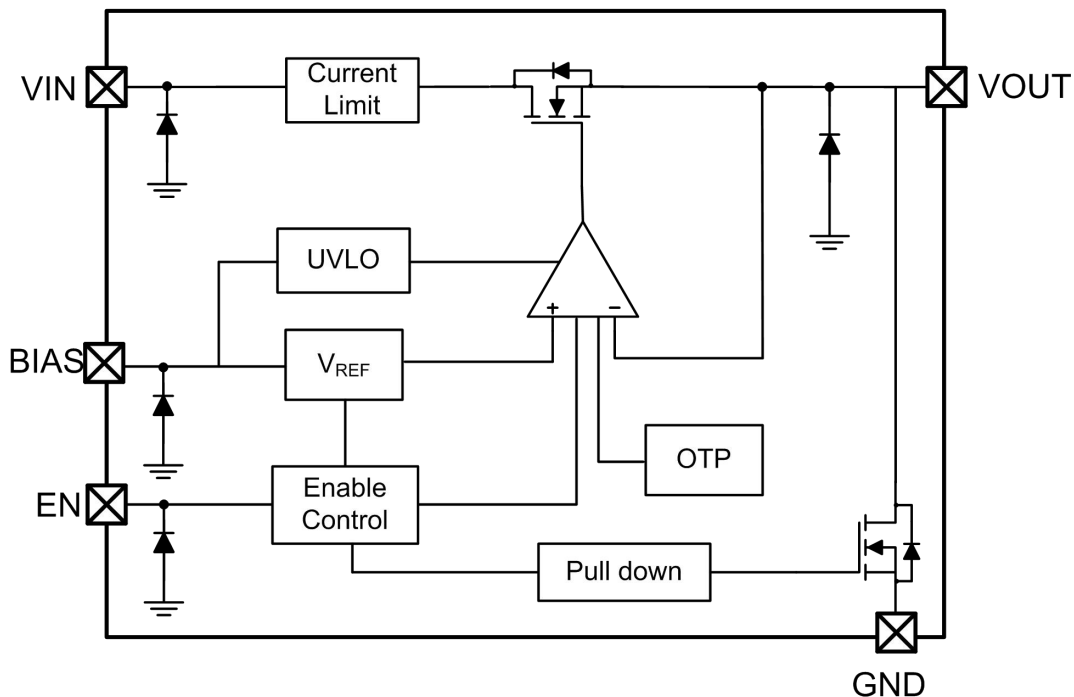 VIN
Current
Limit
VOUT
UVLO
+ −
BIAS
VREF
OTP
EN
Enable
Control
Pull down
GND